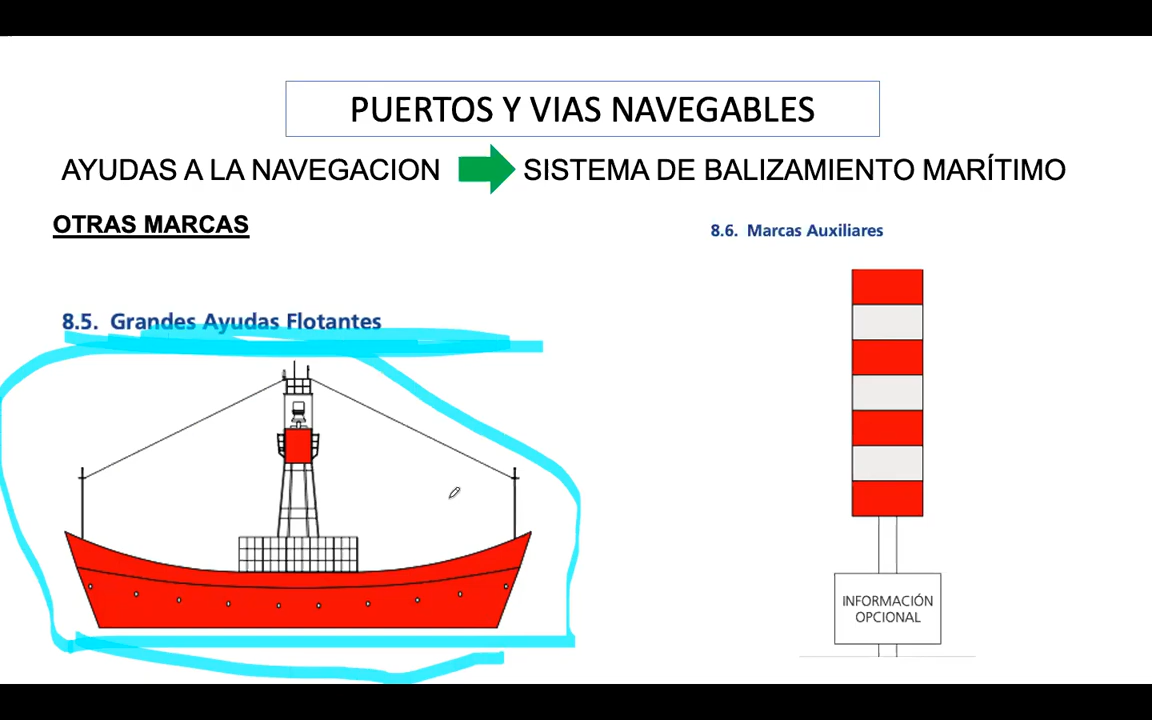 PUERTOS Y VIAS NAVEGABLES
AYUDAS A LA NAVEGACION SISTEMA DE BALIZAMIENTO MARÍTIMO
OTRAS MARCAS
8.6. Marcas Auxiliares
8.5. Grandes Ayudas Flotantes
INFORMACIÓN
OPCIONAL